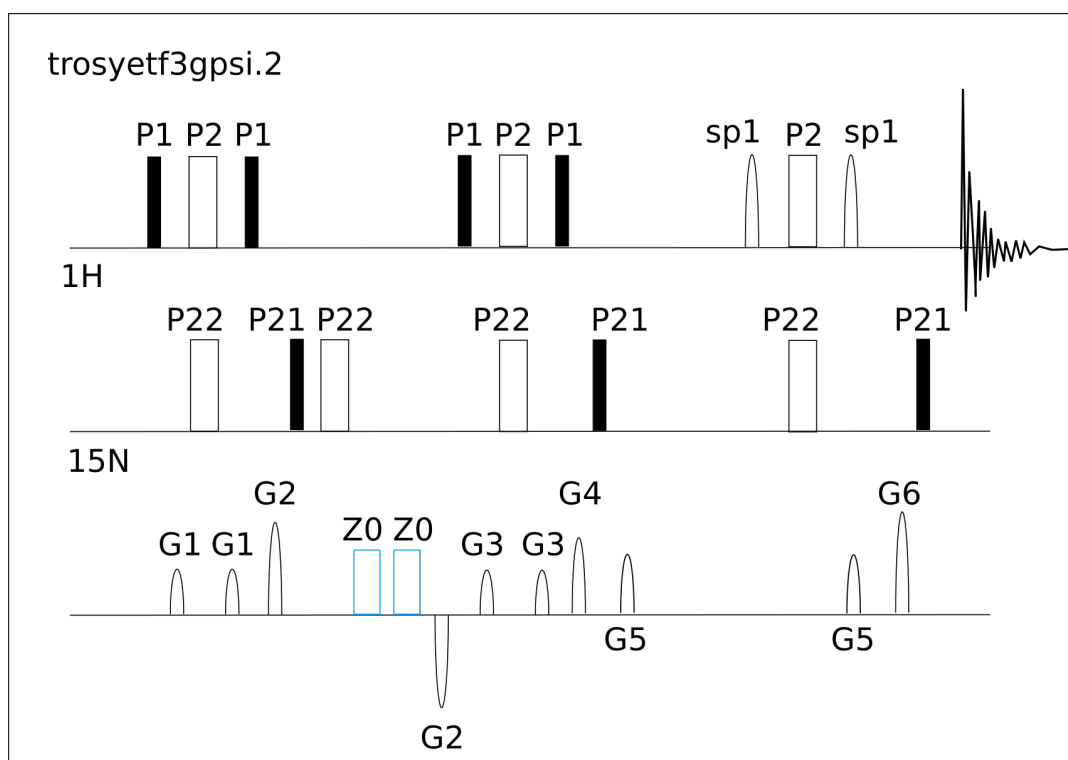 trosyetf3gpsi.2
P1 P2 P1 P1 P2 P1 sp1 P2 sp1
1H
P22 P21 P22 P22 P21 P22 P21
15N
G2 G4 G6
G1 G1 Z0 Z0 G3 G3
G5 G5
G2